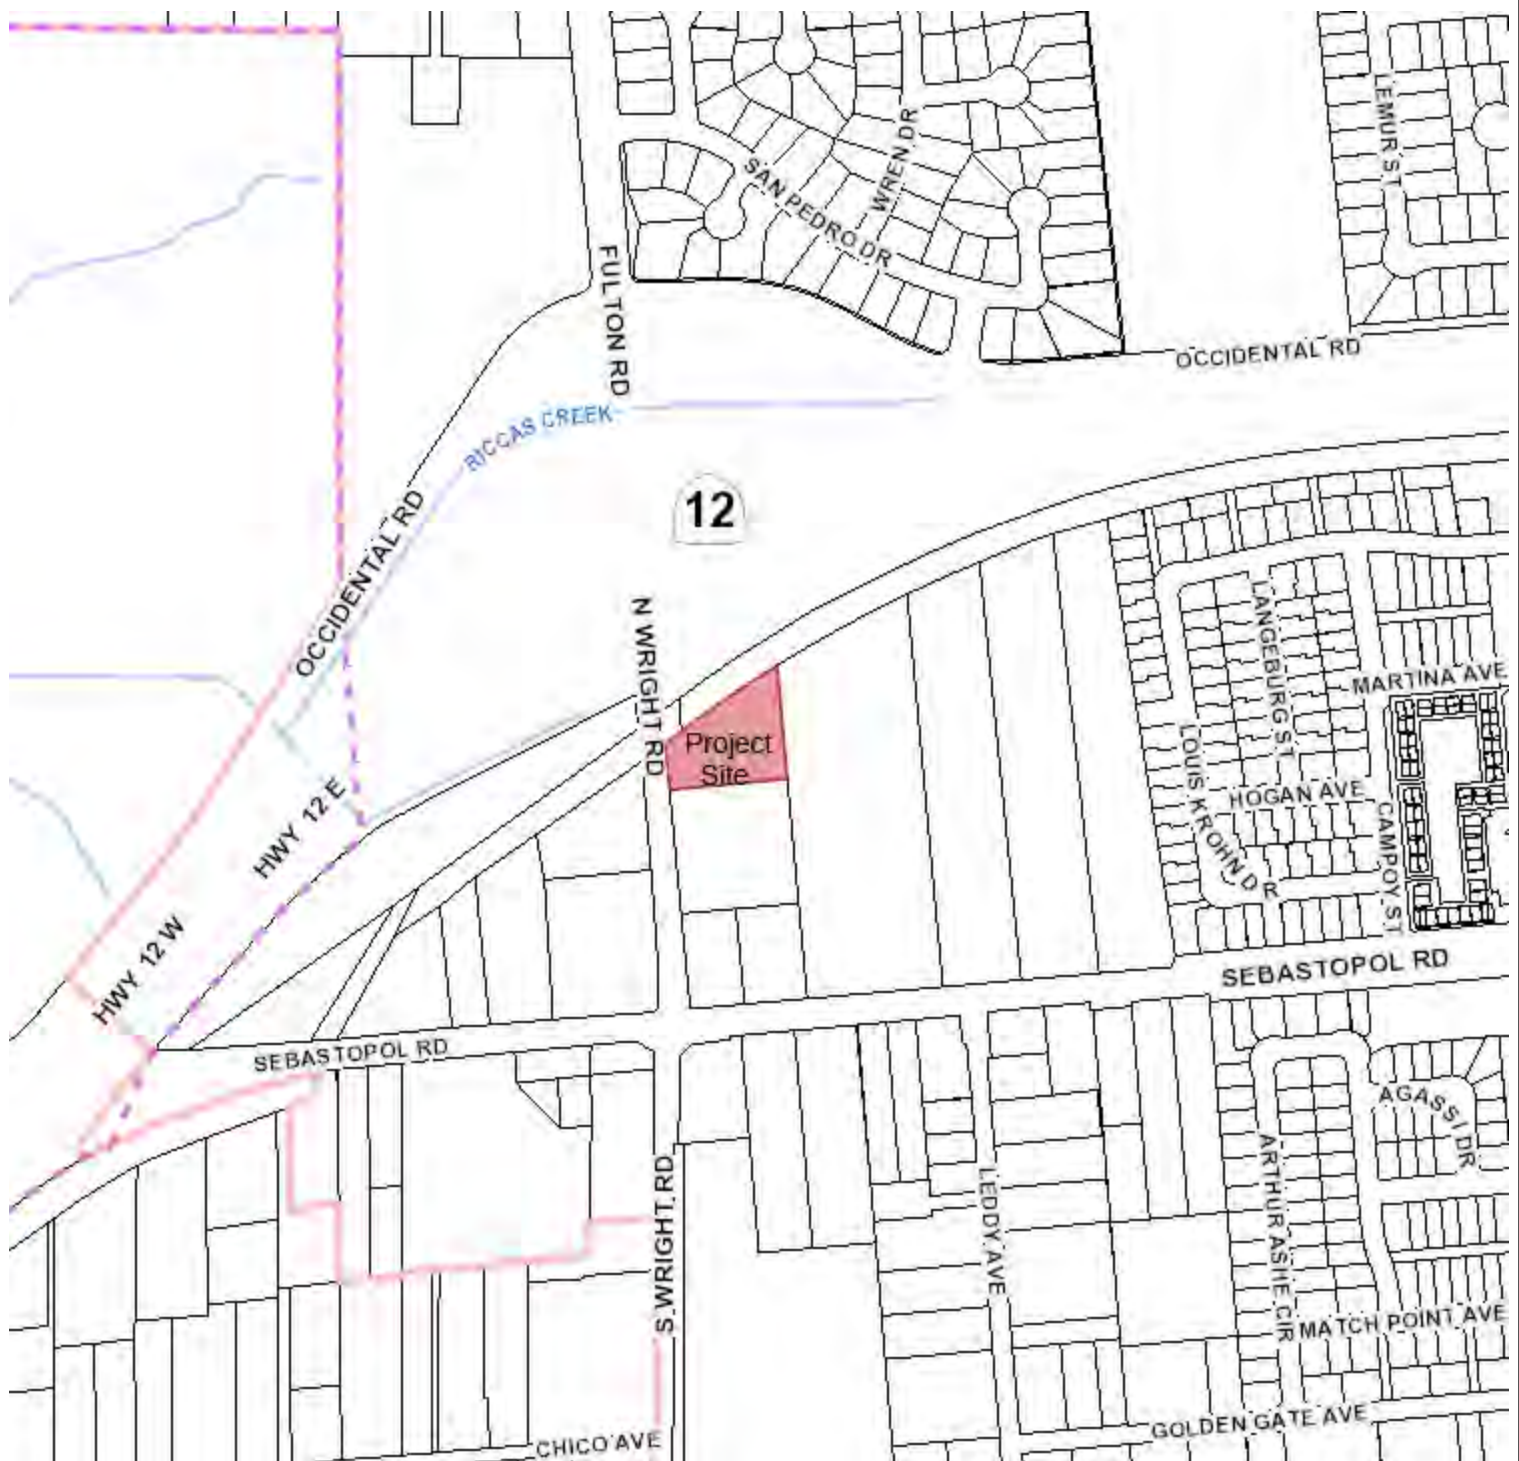 LEMUR ST
WREN DR
SAN PEDRO DR
FULTON RD
OCCIDENTAL RD
RICCAS CREEK
12
OCCIDENTAL RD
N WRIGHT RD
LANGEBURG ST
MARTINA AVE
Project
Site
LOUIS KROHN DR
HOGAN AVE
CAMPOY ST
HWY 12 E
HWY 12 W
SEBASTOPOL RD
SEBASTOPOL RD
AGASSI DR
ARTHUR ASHE CIR
LEDDY AVE
S WRIGHT RD
MATCH POINT AVE
GOLDEN GATE AVE
CHICO AVE